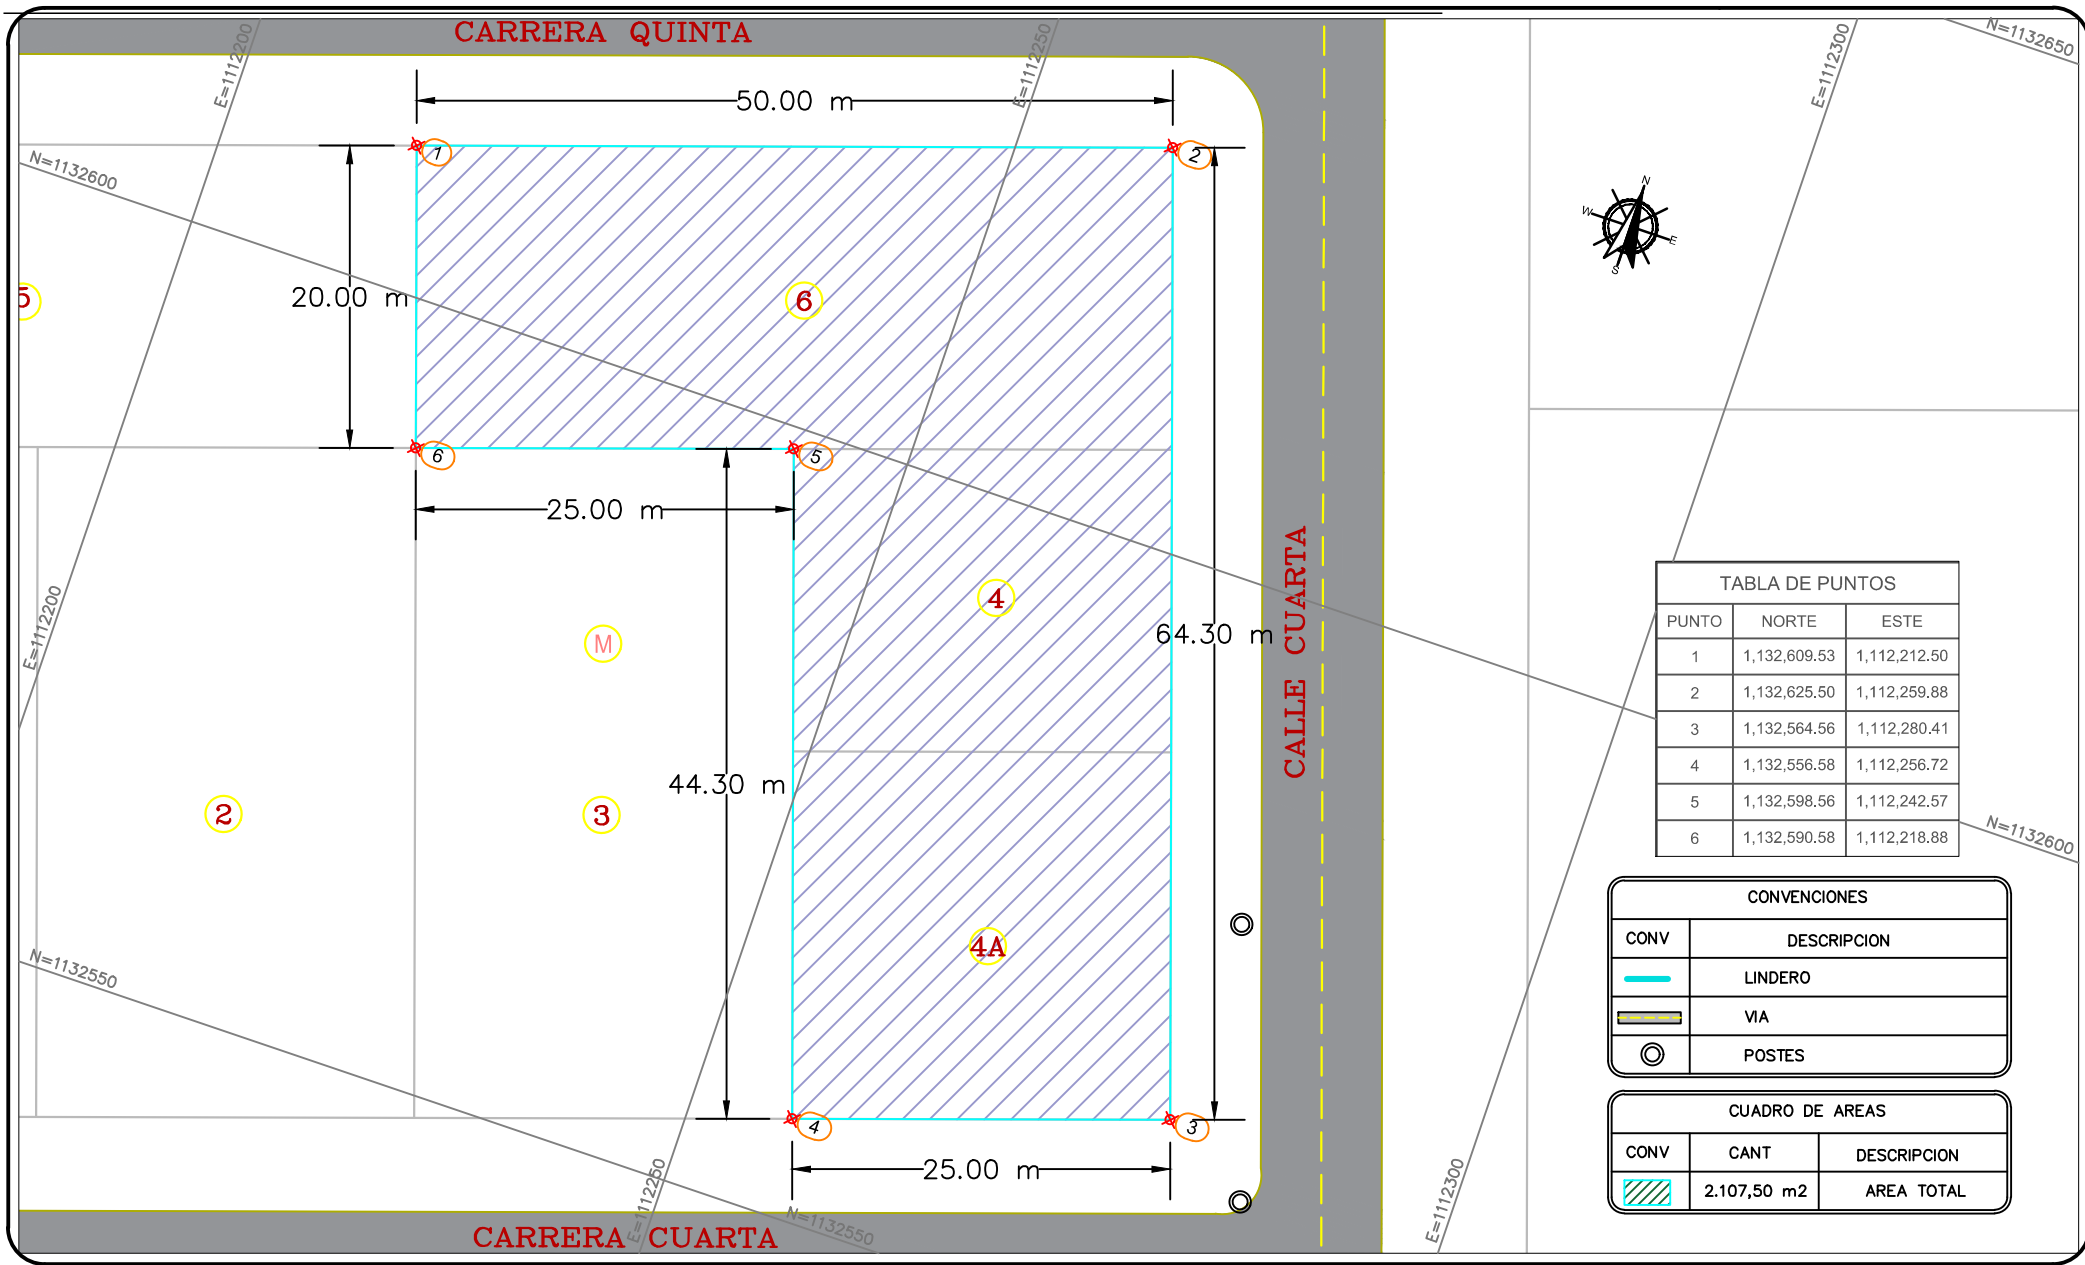 CARRERA QUINTA
E=1112200
E=1112250
E=1112300
N=1132650
50.00 m
1
2
N=1132600
N
W
E
S
5
20.00 m
6
6
5
25.00 m
4
CALLE CUARTA
64.30 m
E=1112200
M
44.30 m
2
3
4A
N=1132550
4
3
25.00 m
E=1112250
N=1132550
E=1112300
CARRERA CUARTA
N=1132600
TABLA DE PUNTOS
PUNTO NORTE ESTE
1 1,132,609.53 1,112,212.50
2 1,132,625.50 1,112,259.88
3 1,132,564.56 1,112,280.41
4 1,132,556.58 1,112,256.72
5 1,132,598.56 1,112,242.57
6 1,132,590.58 1,112,218.88
CONVENCIONES
CONV DESCRIPCION
LINDERO
VIA
POSTES
CUADRO DE AREAS
CONV CANT DESCRIPCION
2.107,50 m2 AREA TOTAL